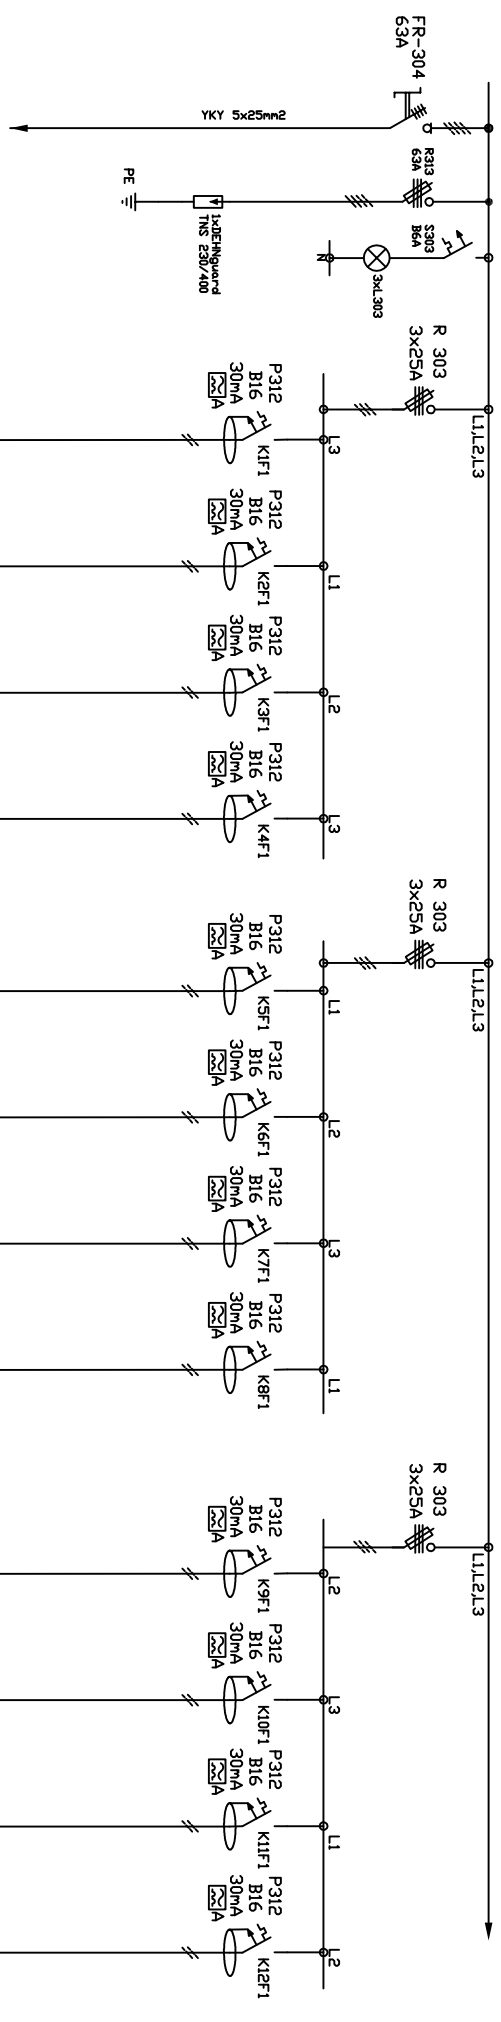 FR-304
63A
YKY 5x25mm2
R313
63A
PE
1xDEHNguard
TNS 230/400
S303
B6A
3xL303
N
R 303
3x25A
L1,L2,L3
P312
B16
30mA
A
K1F1
L3
P312
B16
30mA
A
K2F1
L1
P312
B16
30mA
A
K3F1
L2
P312
B16
30mA
A
K4F1
L3
R 303
3x25A
L1,L2,L3
P312
B16
30mA
A
K5F1
L1
P312
B16
30mA
A
K6F1
L2
P312
B16
30mA
A
K7F1
L3
P312
B16
30mA
A
K8F1
L1
R 303
3x25A
L1,L2,L3
P312
B16
30mA
A
K9F1
L2
P312
B16
30mA
A
K10F1
L3
P312
B16
30mA
A
K11F1
L1
P312
B16
30mA
A
K12F1
L2